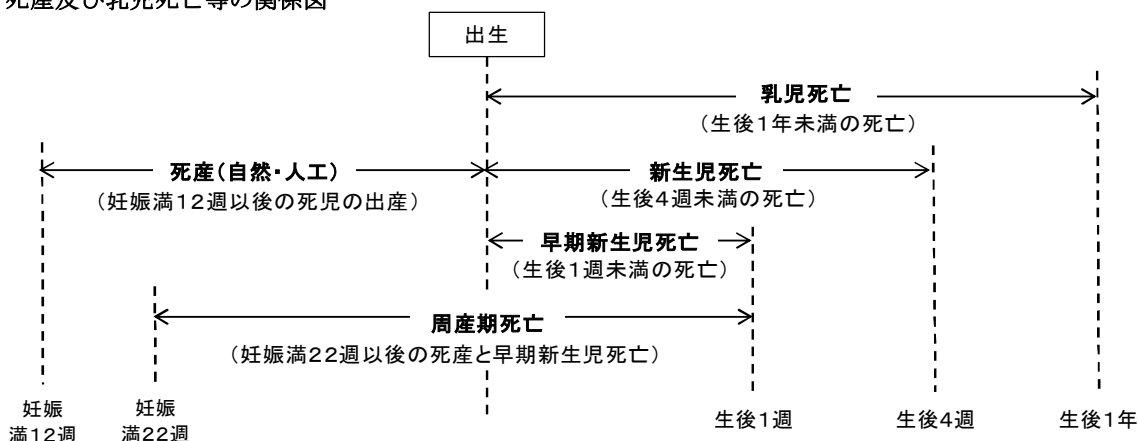 死産及び乳児死亡等の関係図
出生
乳児死亡
（生後１年未満の死亡）
死産（自然・人工）
（妊娠満１２週以後の死児の出産）
新生児死亡
（生後４週未満の死亡）
早期新生児死亡
（生後１週未満の死亡）
周産期死亡
（妊娠満２２週以後の死産と早期新生児死亡）
妊娠
満１２週
妊娠
満２２週
生後１週
生後４週
生後１年